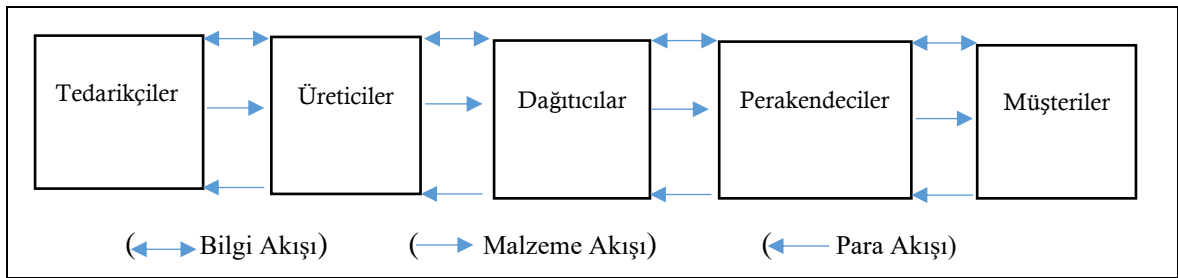 Tedarikçiler
Üreticiler
Dağıtıcılar
Perakendeciler
Müşteriler
( Bilgi Akışı)
( Malzeme Akışı)
( Para Akışı)